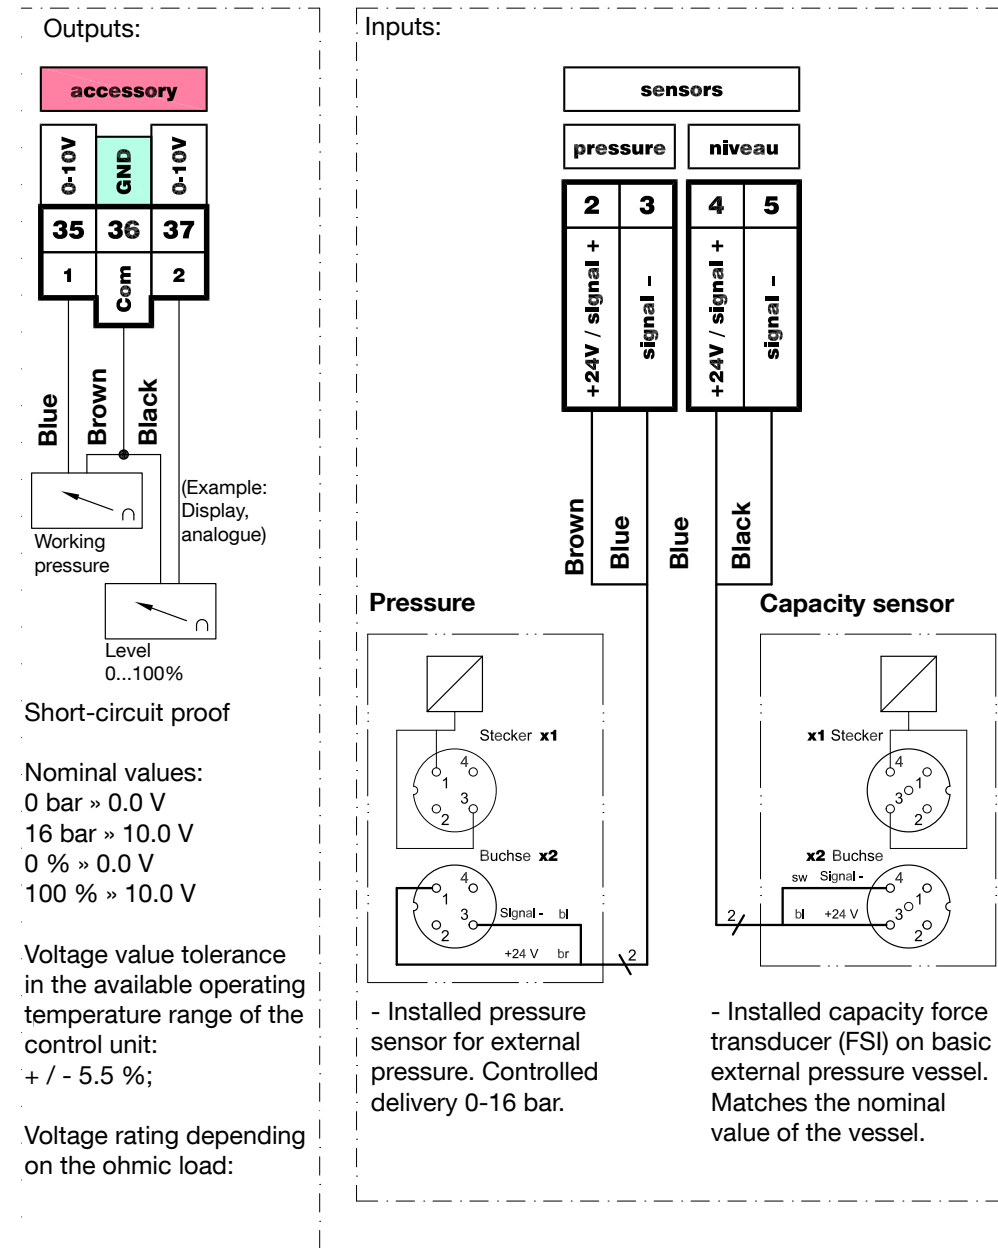 Outputs:
accessory
0-10V
GND
0-10V
35
36
37
1
Com
2
Blue
Brown
Black
Working
pressure
(Example:
Display,
analogue)
Level
0...100%
Short-circuit proof
Nominal values:
0 bar » 0.0 V
16 bar » 10.0 V
0 % » 0.0 V
100 % » 10.0 V
Voltage value tolerance
in the available operating
temperature range of the
control unit:
+ / - 5.5 %;
Voltage rating depending
on the ohmic load:
Inputs:
sensors
pressure
niveau
2
3
4
5
+24V / signal +
signal -
+24V / signal +
signal -
Brown
Blue
Blue
Black
Pressure
Stecker x1
4
1
3
2
Buchse x2
4
1
3
2
Signal - bl
+24 V br
2
- Installed pressure
sensor for external
pressure. Controlled
delivery 0-16 bar.
Capacity sensor
x1 Stecker
4
1
3
2
x2 Buchse
sw Signal -
4
1
3
2
bl +24 V
2
- Installed capacity force
transducer (FSI) on basic
external pressure vessel.
Matches the nominal
value of the vessel.